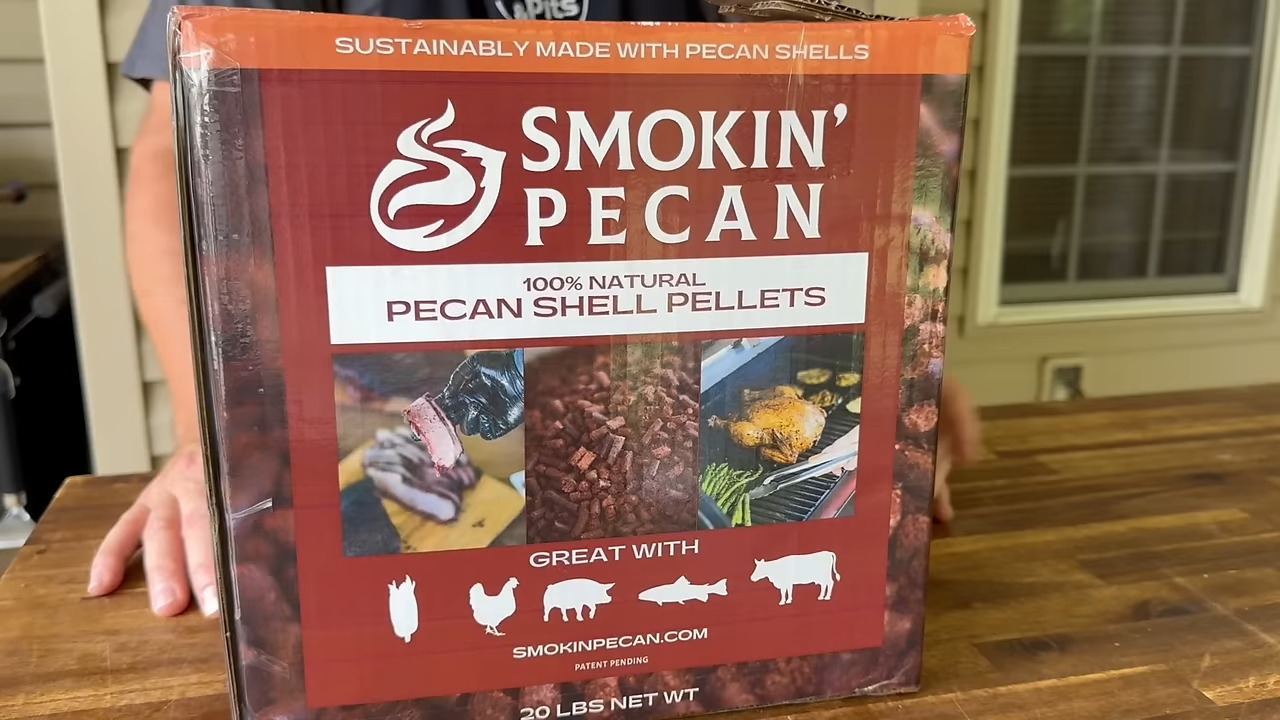 &Pits
SUSTAINABLY MADE WITH PECAN SHELLS
SMOKIN'
PECAN
100% NATURAL
PECAN SHELL PELLETS
GREAT WITH
SMOKINPECAN.COM
PATENT PENDING
20 LBS NET WT